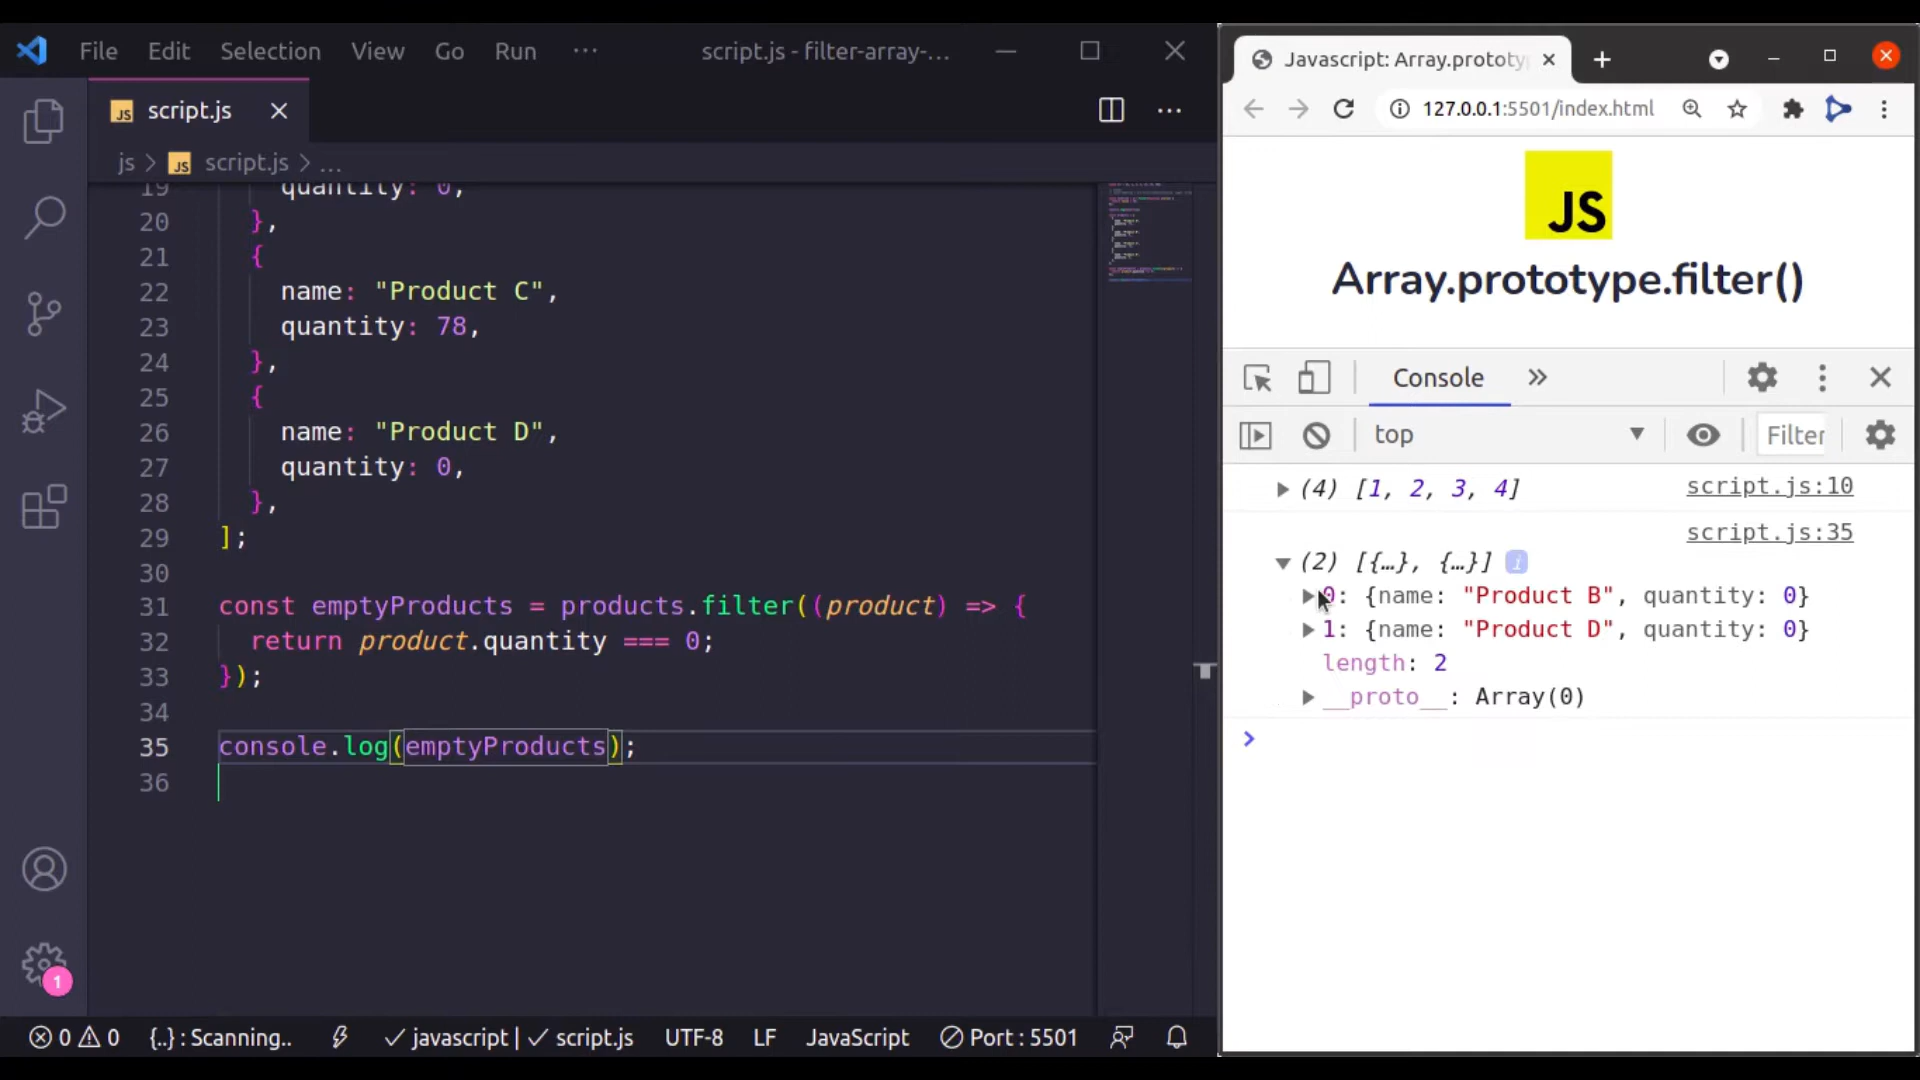 File Edit Selection View Go Run ··· script.js - filter-array-...
JS script.js
js > JS script.js > ...
19 quantity: 0,
20 },
21 {
22 name: "Product C",
23 quantity: 78,
24 },
25 {
26 name: "Product D",
27 quantity: 0,
28 },
29 ];
30
31 const emptyProducts = products.filter((product) => {
32 return product.quantity === 0;
33 });
34
35 console.log(emptyProducts);
36
1
0 0 {..} : Scanning.. javascript | script.js UTF-8 LF JavaScript Port : 5501
Javascript: Array.prototy
127.0.0.1:5501/index.html
JS
Array.prototype.filter()
Console
top Filter
(4) [1, 2, 3, 4] script.js:10
script.js:35
(2) [{…}, {…}] i
0: {name: "Product B", quantity: 0}
1: {name: "Product D", quantity: 0}
length: 2
__proto__: Array(0)